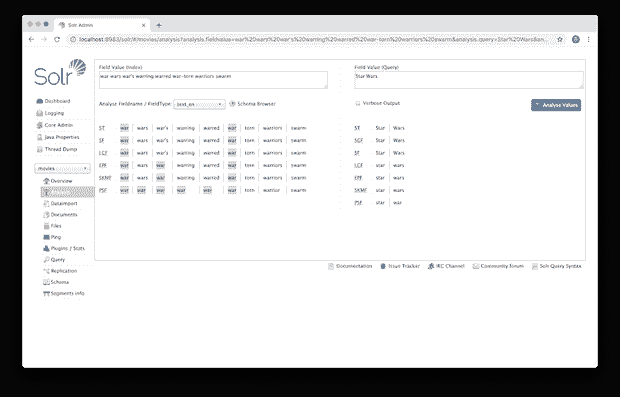 Solr Admin
localhost:8983/solr/#/movies/analysis?analysis.fieldvalue=war%20wars%20war's%20warring%20warred%20war-torn%20warriors%20swarm&analysis.query=Star%20Wars&an...
Solr
Dashboard
Logging
Core Admin
Java Properties
Thread Dump
movies
Overview
Dataimport
Documents
Files
Ping
Plugins / Stats
Query
Replication
Schema
Segments info
Field Value (Index)
war wars war's warring warred war-torn warriors swarm
Field Value (Query)
Star Wars
Analyse Fieldname / FieldType: text_en Schema Browser
Verbose Output Analyse Values
ST war wars war's warring warred war torn warriors swarm
SF war wars war's warring warred war torn warriors swarm
LCF war wars war's warring warred war torn warriors swarm
EPF war wars war warring warred war torn warriors swarm
SKMF war wars war warring warred war torn warriors swarm
PSF war war war war war war torn warrior swarm
ST Star Wars
SGF Star Wars
SF Star Wars
LCF star wars
EPF star wars
SKMF star wars
PSF star war
Documentation Issue Tracker IRC Channel Community forum Solr Query Syntax